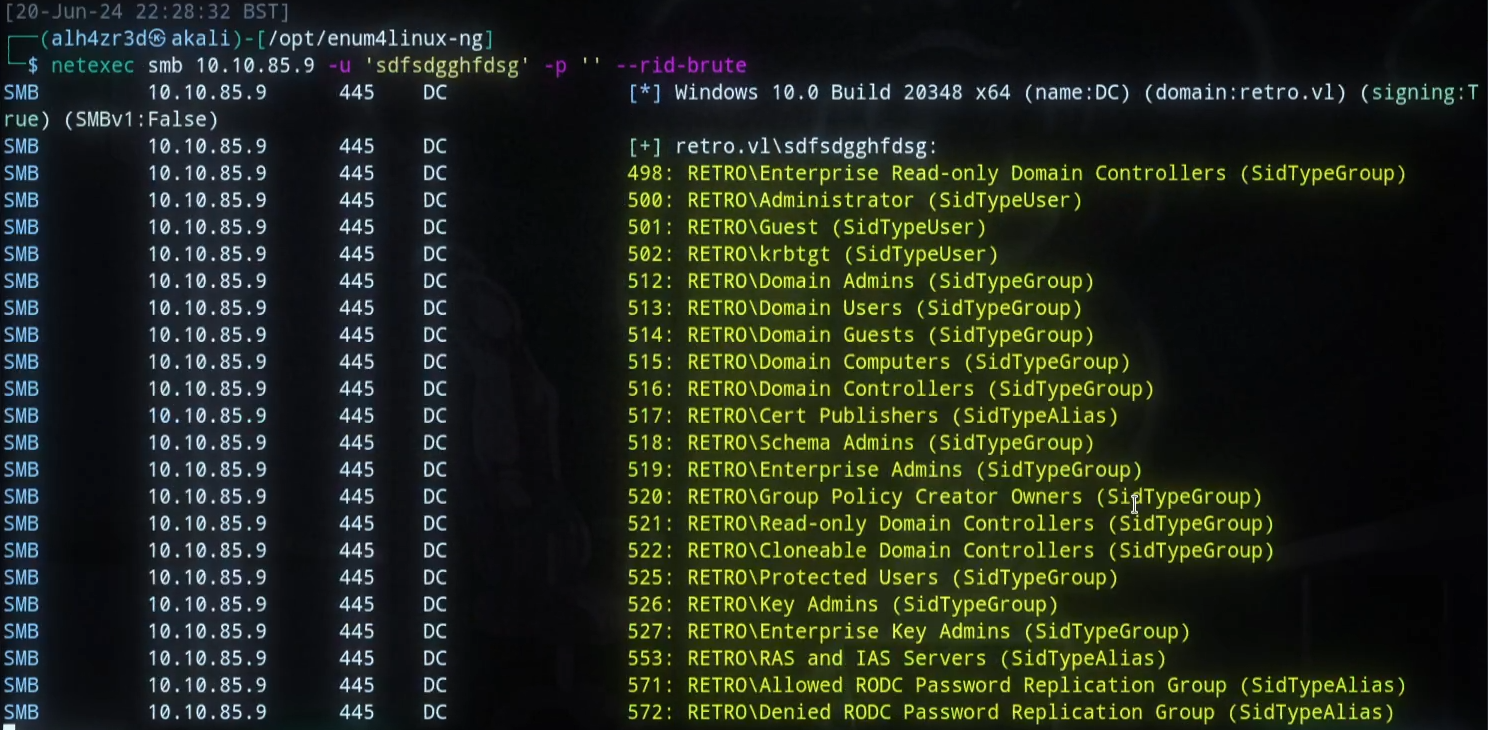 [20-Jun-24 22:28:32 BST]
┌──(alh4zr3d㉿akali)-[/opt/enum4linux-ng]
└─$ netexec smb 10.10.85.9 -u 'sdfsdgghfdsg' -p '' --rid-brute
SMB 10.10.85.9 445 DC [*] Windows 10.0 Build 20348 x64 (name:DC) (domain:retro.vl) (signing:T
rue) (SMBv1:False)
SMB 10.10.85.9 445 DC [+] retro.vl\sdfsdgghfdsg:
SMB 10.10.85.9 445 DC 498: RETRO\Enterprise Read-only Domain Controllers (SidTypeGroup)
SMB 10.10.85.9 445 DC 500: RETRO\Administrator (SidTypeUser)
SMB 10.10.85.9 445 DC 501: RETRO\Guest (SidTypeUser)
SMB 10.10.85.9 445 DC 502: RETRO\krbtgt (SidTypeUser)
SMB 10.10.85.9 445 DC 512: RETRO\Domain Admins (SidTypeGroup)
SMB 10.10.85.9 445 DC 513: RETRO\Domain Users (SidTypeGroup)
SMB 10.10.85.9 445 DC 514: RETRO\Domain Guests (SidTypeGroup)
SMB 10.10.85.9 445 DC 515: RETRO\Domain Computers (SidTypeGroup)
SMB 10.10.85.9 445 DC 516: RETRO\Domain Controllers (SidTypeGroup)
SMB 10.10.85.9 445 DC 517: RETRO\Cert Publishers (SidTypeAlias)
SMB 10.10.85.9 445 DC 518: RETRO\Schema Admins (SidTypeGroup)
SMB 10.10.85.9 445 DC 519: RETRO\Enterprise Admins (SidTypeGroup)
SMB 10.10.85.9 445 DC 520: RETRO\Group Policy Creator Owners (SidTypeGroup)
SMB 10.10.85.9 445 DC 521: RETRO\Read-only Domain Controllers (SidTypeGroup)
SMB 10.10.85.9 445 DC 522: RETRO\Cloneable Domain Controllers (SidTypeGroup)
SMB 10.10.85.9 445 DC 525: RETRO\Protected Users (SidTypeGroup)
SMB 10.10.85.9 445 DC 526: RETRO\Key Admins (SidTypeGroup)
SMB 10.10.85.9 445 DC 527: RETRO\Enterprise Key Admins (SidTypeGroup)
SMB 10.10.85.9 445 DC 553: RETRO\RAS and IAS Servers (SidTypeAlias)
SMB 10.10.85.9 445 DC 571: RETRO\Allowed RODC Password Replication Group (SidTypeAlias)
SMB 10.10.85.9 445 DC 572: RETRO\Denied RODC Password Replication Group (SidTypeAlias)